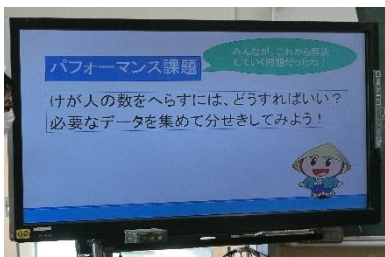 パフォーマンス課題
みんなが、これから解決
していく問題だったね！
けが人の数をへらすには、どうすればいい？
必要なデータを集めて分せきしてみよう！
02